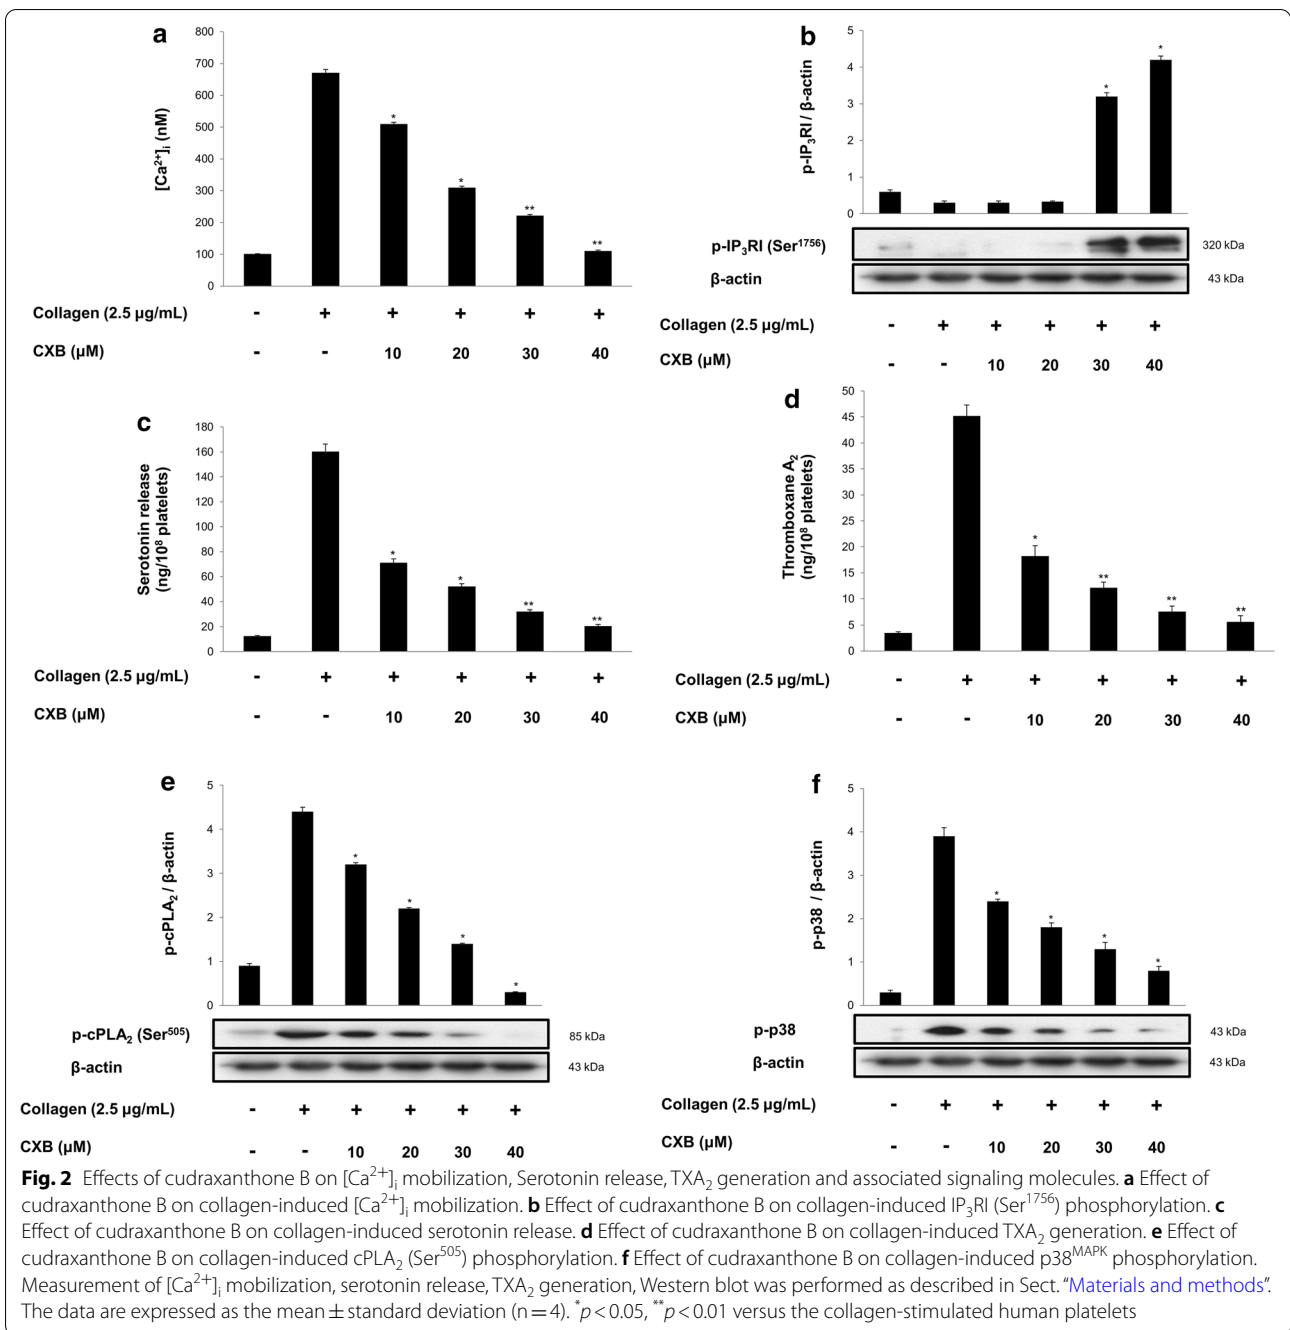 a
800
700
600
500
400
300
200
100
0
[Ca²⁺]ᵢ (nM)
*
*
**
**
Collagen (2.5 µg/mL) - + + + + +
CXB (µM) - - 10 20 30 40
b
5
4
3
2
1
0
p-IP₃RI / β-actin
*
*
p-IP₃RI (Ser¹⁷⁵⁶) 320 kDa
β-actin 43 kDa
Collagen (2.5 µg/mL) - + + + + +
CXB (µM) - - 10 20 30 40
c
180
160
140
120
100
80
60
40
20
0
Serotonin release
(ng/10⁸ platelets)
*
*
**
**
Collagen (2.5 µg/mL) - + + + + +
CXB (µM) - - 10 20 30 40
d
50
45
40
35
30
25
20
15
10
5
0
Thromboxane A₂
(ng/10⁸ platelets)
*
**
**
**
Collagen (2.5 µg/mL) - + + + + +
CXB (µM) - - 10 20 30 40
e
5
4
3
2
1
0
p-cPLA₂ / β-actin
*
*
*
*
p-cPLA₂ (Ser⁵⁰⁵) 85 kDa
β-actin 43 kDa
Collagen (2.5 µg/mL) - + + + + +
CXB (µM) - - 10 20 30 40
f
5
4
3
2
1
0
p-p38 / β-actin
*
*
*
*
p-p38 43 kDa
β-actin 43 kDa
Collagen (2.5 µg/mL) - + + + + +
CXB (µM) - - 10 20 30 40
Fig. 2 Effects of cudraxanthone B on [Ca²⁺]ᵢ mobilization, Serotonin release, TXA₂ generation and associated signaling molecules. a Effect of
cudraxanthone B on collagen-induced [Ca²⁺]ᵢ mobilization. b Effect of cudraxanthone B on collagen-induced IP₃RI (Ser¹⁷⁵⁶) phosphorylation. c
Effect of cudraxanthone B on collagen-induced serotonin release. d Effect of cudraxanthone B on collagen-induced TXA₂ generation. e Effect of
cudraxanthone B on collagen-induced cPLA₂ (Ser⁵⁰⁵) phosphorylation. f Effect of cudraxanthone B on collagen-induced p38ᴹᴬᴾᴷ phosphorylation.
Measurement of [Ca²⁺]ᵢ mobilization, serotonin release, TXA₂ generation, Western blot was performed as described in Sect. “Materials and methods”.
The data are expressed as the mean ± standard deviation (n = 4). *p < 0.05, **p < 0.01 versus the collagen-stimulated human platelets